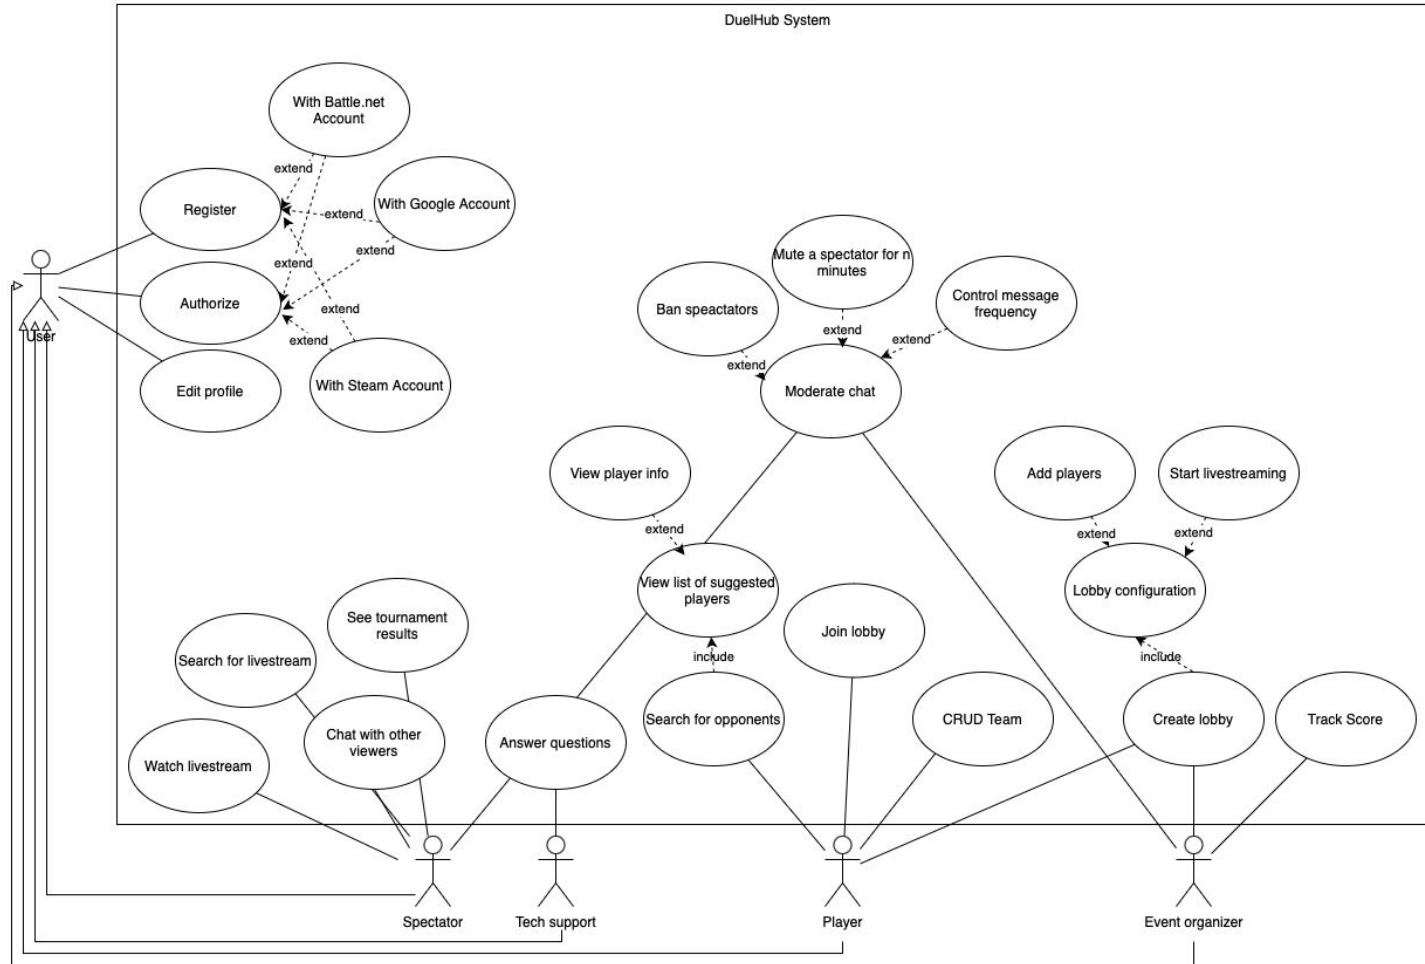 DuelHub System
With Battle.net
Account
extend
Register
With Google Account
extend
extend
extend
Authorize
extend
extend
User
Edit profile
With Steam Account
Mute a spectator for n
minutes
Ban speactators
Control message
frequency
extend
extend
extend
Moderate chat
View player info
Add players
Start livestreaming
extend
extend
extend
View list of suggested
players
Lobby configuration
See tournament
results
Join lobby
Search for livestream
include
include
Chat with other
viewers
Answer questions
Search for opponents
CRUD Team
Create lobby
Track Score
Watch livestream
Spectator
Tech support
Player
Event organizer